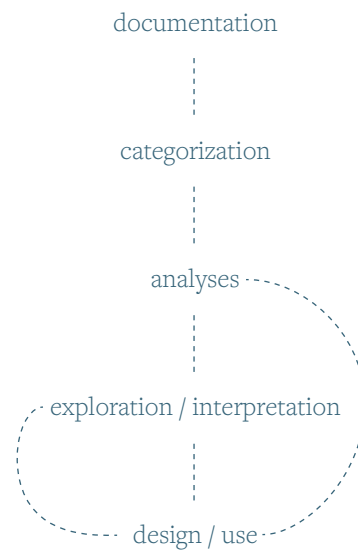 documentation
categorization
analyses
exploration / interpretation
design / use